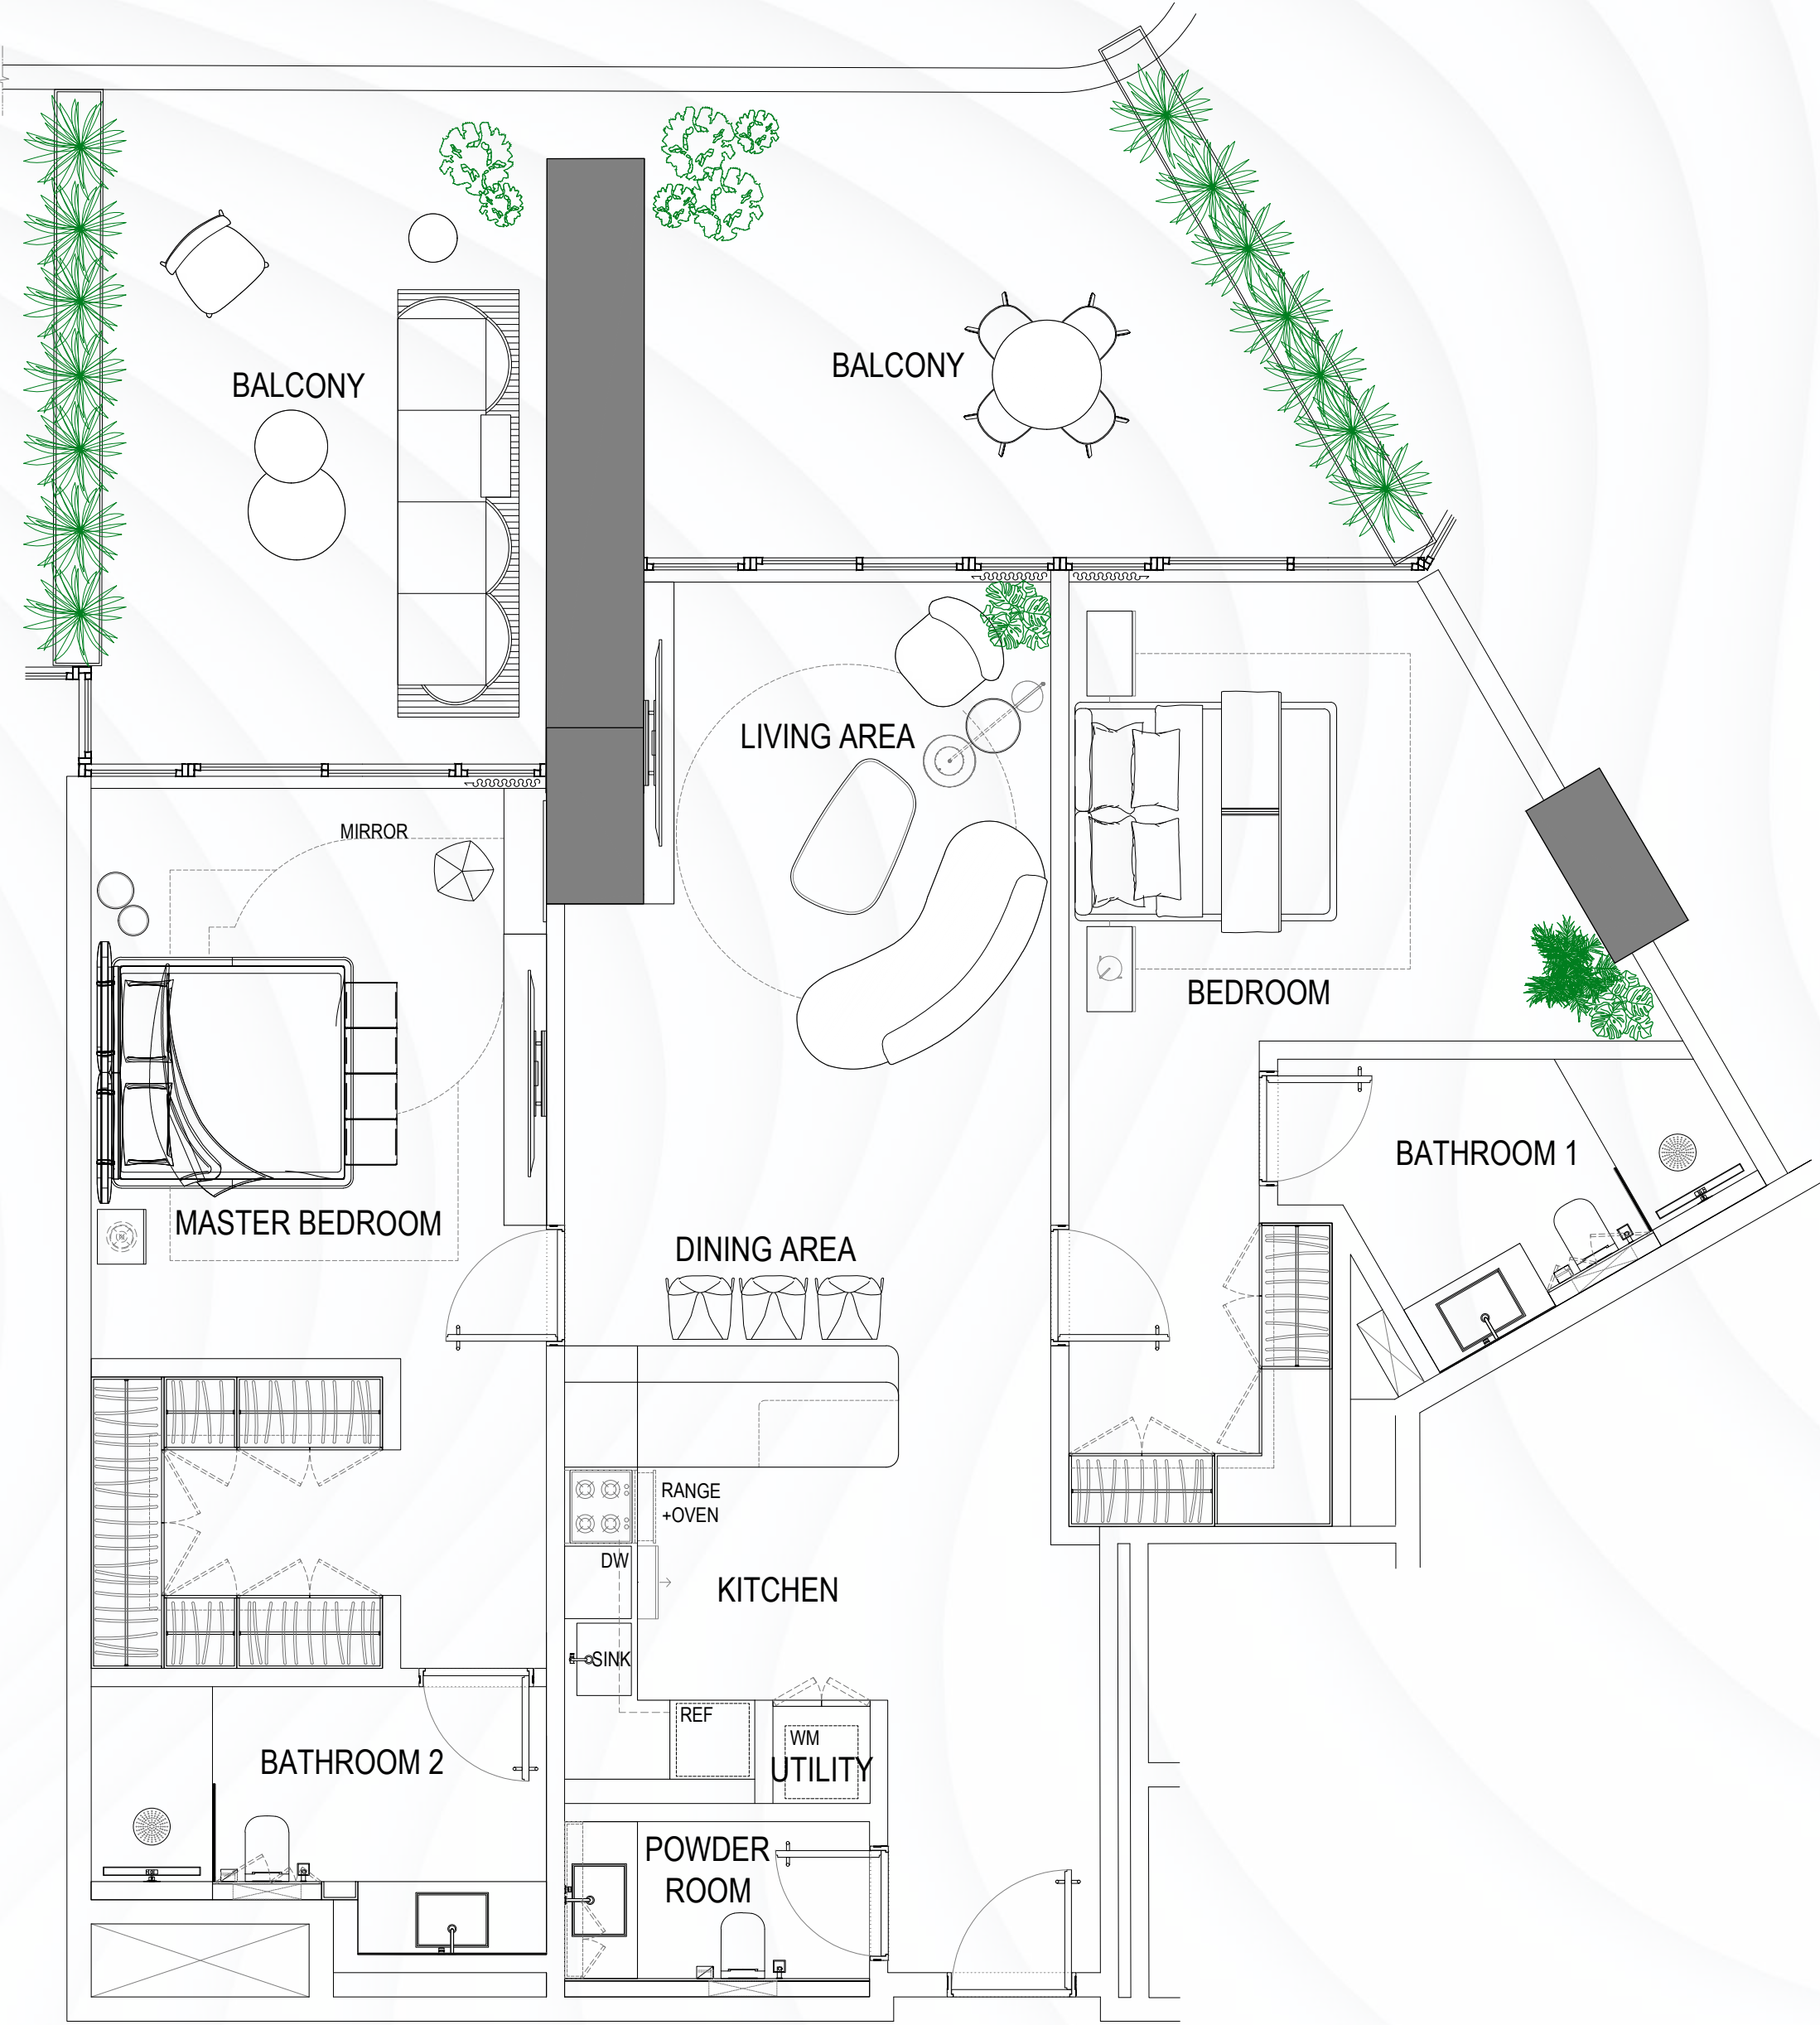 BALCONY
BALCONY
LIVING AREA
MIRROR
BEDROOM
BATHROOM 1
MASTER BEDROOM
DINING AREA
RANGE
+OVEN
DW
KITCHEN
SINK
REF
WM
UTILITY
BATHROOM 2
POWDER
ROOM